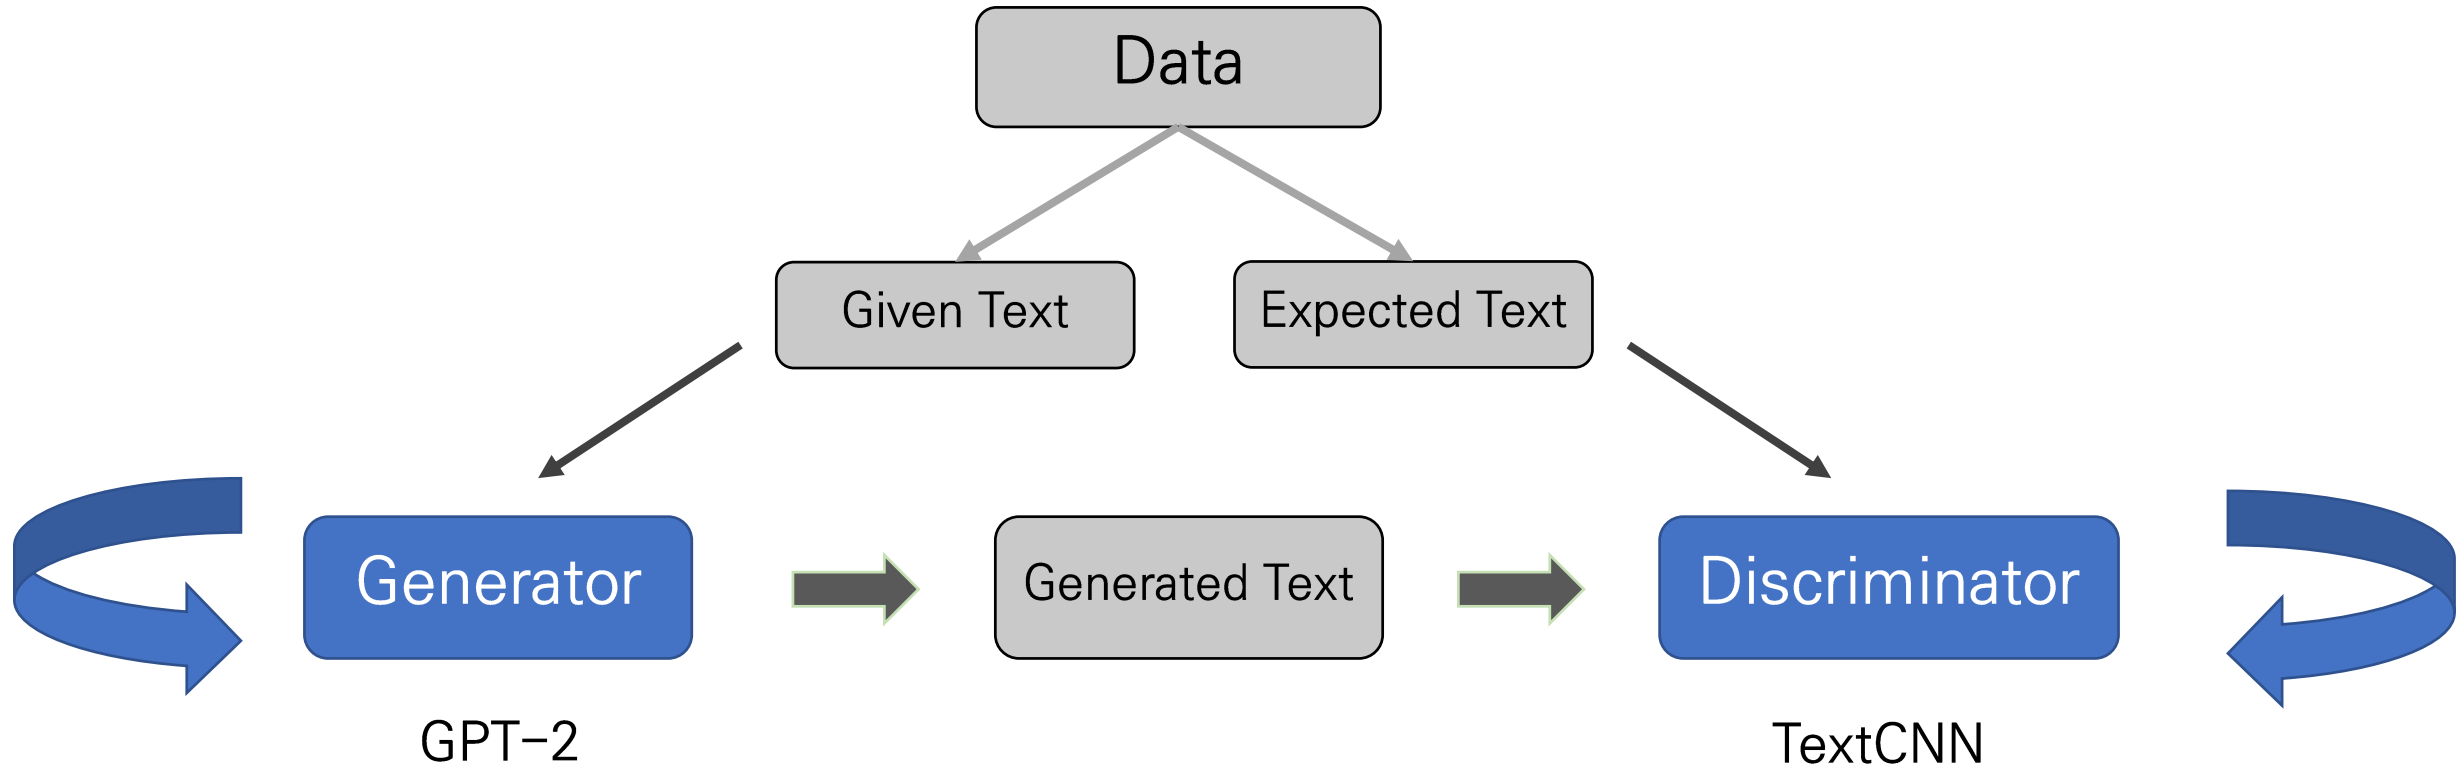 Data
Given Text
Expected Text
Generator
Generated Text
Discriminator
GPT-2
TextCNN